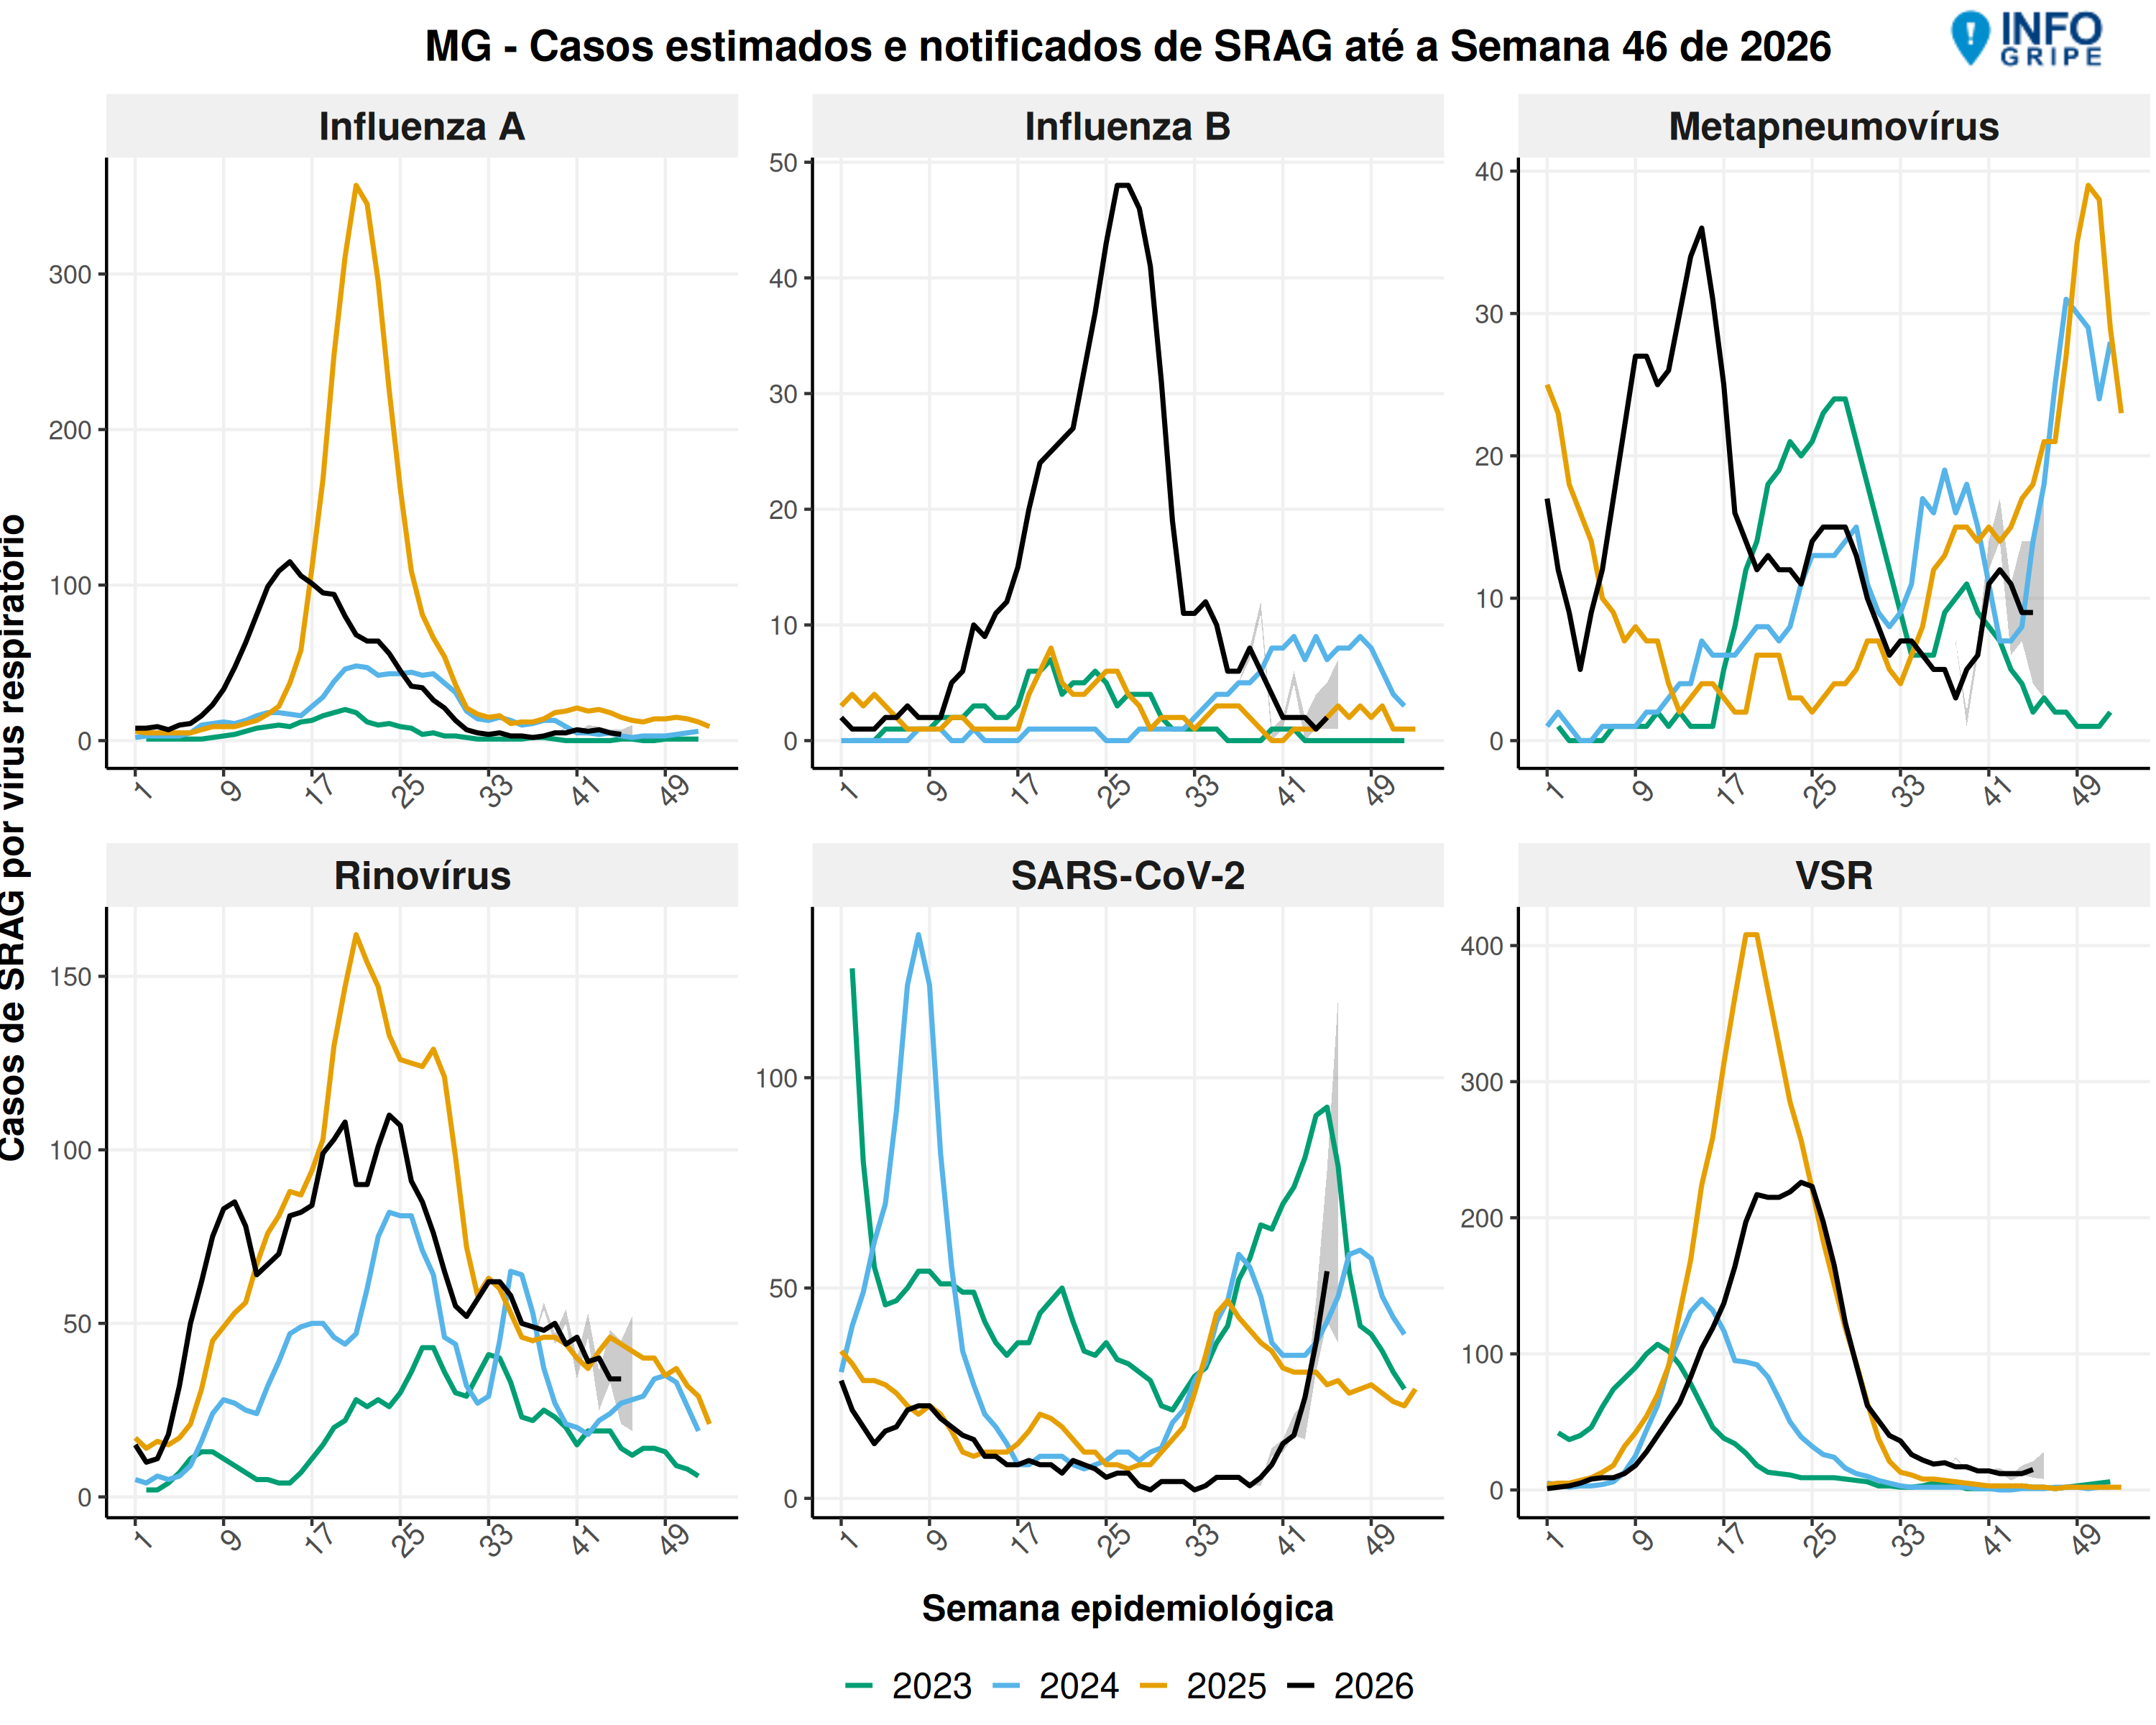 MG - Casos estimados e notificados de SRAG até a Semana 46 de 2026
! INFO
GRIPE
Influenza A
Influenza B
Metapneumovírus
300
200
100
0
50
40
30
20
10
0
40
30
20
10
0
1 9 17 25 33 41 49
1 9 17 25 33 41 49
1 9 17 25 33 41 49
Casos de SRAG por vírus respiratório
Rinovírus
SARS-CoV-2
VSR
150
100
50
0
100
50
0
400
300
200
100
0
1 9 17 25 33 41 49
1 9 17 25 33 41 49
1 9 17 25 33 41 49
Semana epidemiológica
2023 2024 2025 2026